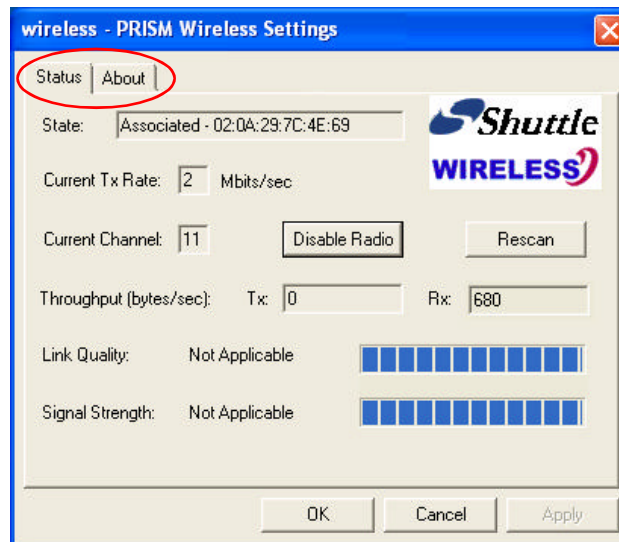 wireless - PRISM Wireless Settings
Status About
State: Associated - 02:0A:29:7C:4E:69
Shuttle
WIRELESS
Current Tx Rate: 2 Mbits/sec
Current Channel: 11 Disable Radio Rescan
Throughput (bytes/sec): Tx: 0 Rx: 680
Link Quality: Not Applicable
Signal Strength: Not Applicable
OK Cancel Apply